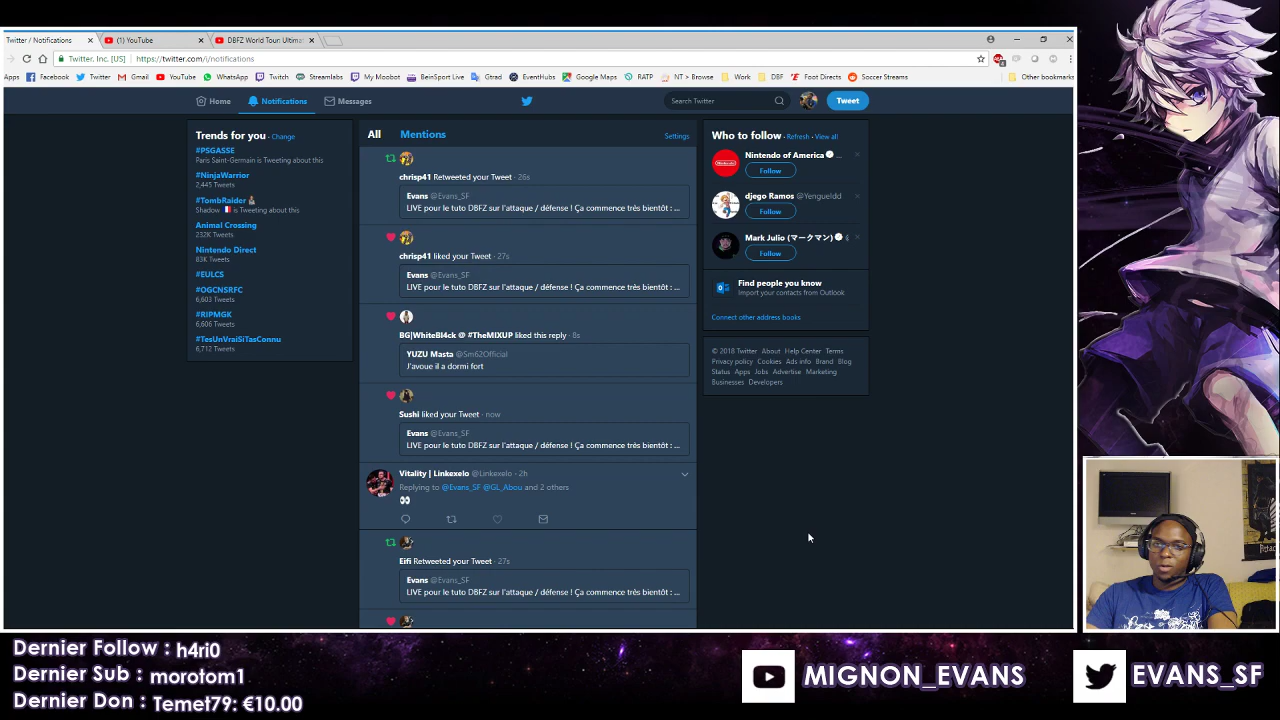 Twitter / Notifications
(1) YouTube
DBFZ World Tour: Ultima
Twitter, Inc. [US]
https://twitter.com/i/notifications
Apps
Facebook
Twitter
Gmail
YouTube
WhatsApp
Twitch
Streamlabs
My Moobot
BeinSport Live
Gtrad
EventHubs
Google Maps
RATP
NT > Browse
Work
DBF
Foot Directs
Soccer Streams
Other bookmarks
Home
Notifications
Messages
Search Twitter
Tweet
Trends for you · Change
#PSGASSE
Paris Saint-Germain is Tweeting about this
#NinjaWarrior
2,445 Tweets
#TombRaider
Shadow is Tweeting about this
Animal Crossing
232K Tweets
Nintendo Direct
83K Tweets
#EULCS
#OGCNSRFC
6,603 Tweets
#RIPMGK
6,606 Tweets
#TesUnVraiSiTasConnu
6,712 Tweets
All
Mentions
Settings
chrisp41 Retweeted your Tweet · 26s
Evans @Evans_SF
LIVE pour le tuto DBFZ sur l'attaque / défense ! Ça commence très bientôt : ...
chrisp41 liked your Tweet · 27s
Evans @Evans_SF
LIVE pour le tuto DBFZ sur l'attaque / défense ! Ça commence très bientôt : ...
BG|WhiteBl4ck @ #TheMIXUP liked this reply · 8s
YUZU Masta @Sm62Official
J'avoue il a dormi fort
Sushi liked your Tweet · now
Evans @Evans_SF
LIVE pour le tuto DBFZ sur l'attaque / défense ! Ça commence très bientôt : ...
Vitality | Linkexelo @Linkexelo · 2h
Replying to @Evans_SF @GL_Abou and 2 others
👀
Eifi Retweeted your Tweet · 27s
Evans @Evans_SF
LIVE pour le tuto DBFZ sur l'attaque / défense ! Ça commence très bientôt : ...
Who to follow · Refresh · View all
Nintendo of America ...
Follow
djego Ramos @Yengueldd
Follow
Mark Julio (マークマン)
Follow
Find people you know
Import your contacts from Outlook
Connect other address books
© 2018 Twitter About Help Center Terms
Privacy policy Cookies Ads info Brand Blog
Status Apps Jobs Advertise Marketing
Businesses Developers
Dernier Follow : h4ri0
Dernier Sub : morotom1
Dernier Don : Temet79: €10.00
MIGNON_EVANS
EVANS_SF